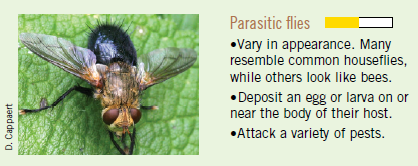 D. Cappaert
Parasitic flies
•Vary in appearance. Many
resemble common houseflies,
while others look like bees.
•Deposit an egg or larva on or
near the body of their host.
•Attack a variety of pests.